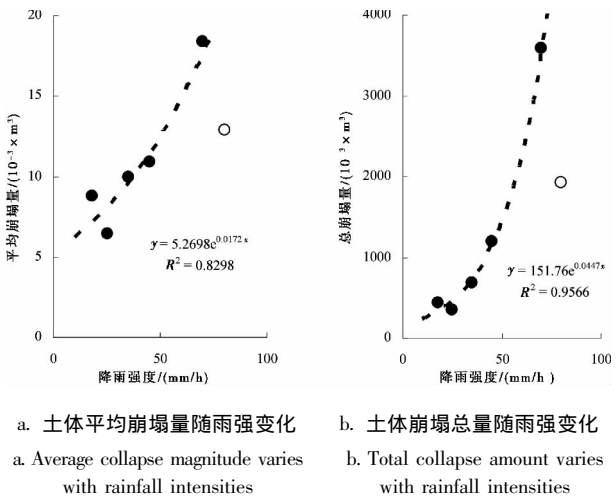 20
15
10
5
0
平均崩塌量/(10⁻³ × m³)
y = 5.2698e^0.0172x
R² = 0.8298
0
50
100
降雨强度/(mm/h)
4000
3000
2000
1000
0
总崩塌量/(10⁻³ × m³)
y = 151.76e^0.0447x
R² = 0.9566
0
50
100
降雨强度/(mm/h )
a. 土体平均崩塌量随雨强变化
a. Average collapse magnitude varies
with rainfall intensities
b. 土体崩塌总量随雨强变化
b. Total collapse amount varies
with rainfall intensities